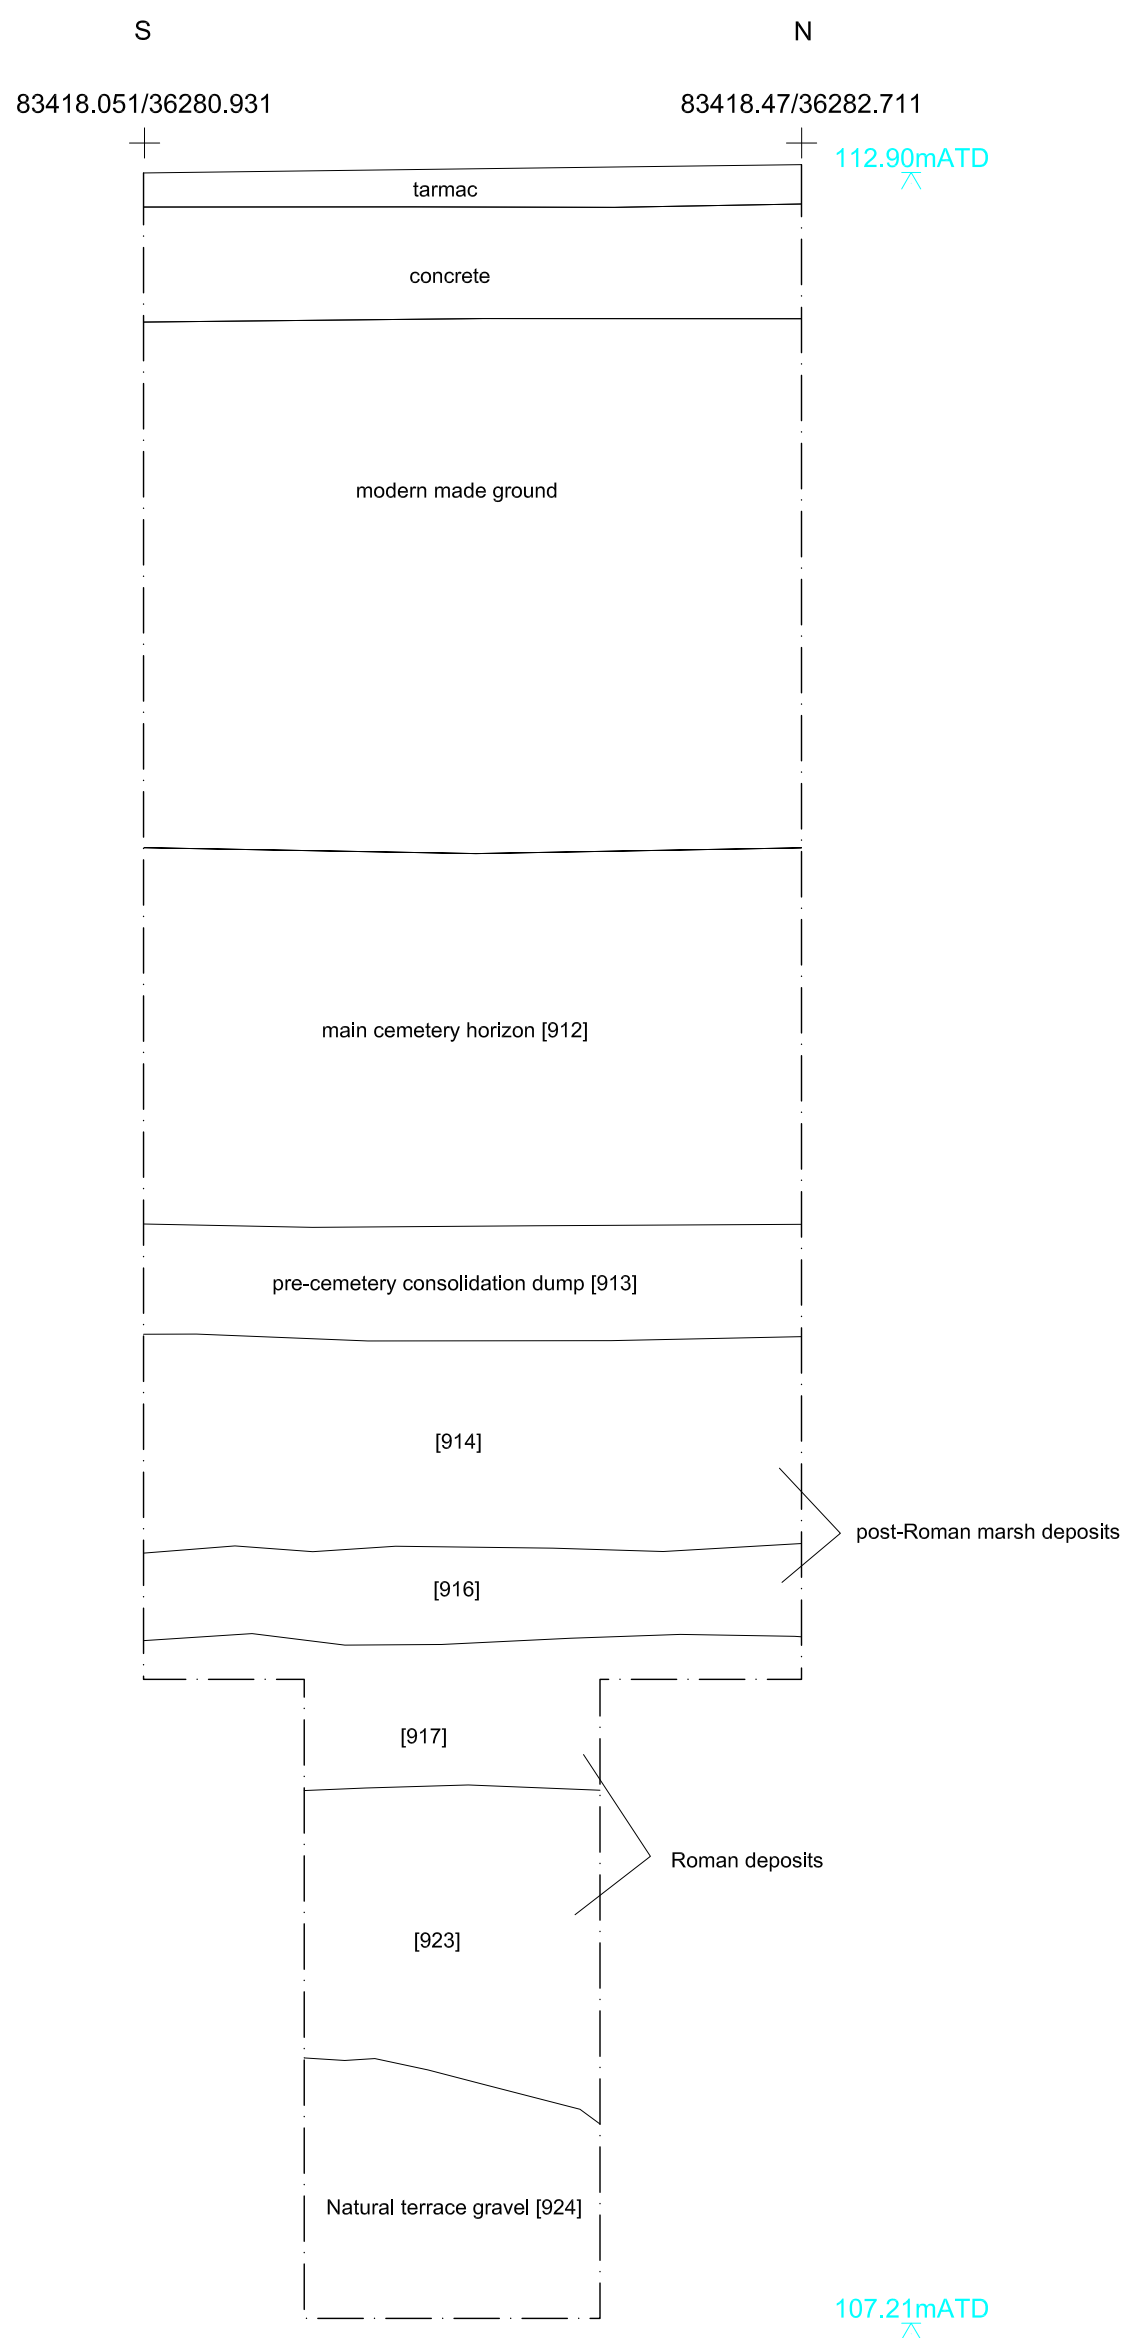 S
N
83418.051/36280.931
83418.47/36282.711
112.90mATD
tarmac
concrete
modern made ground
main cemetery horizon [912]
pre-cemetery consolidation dump [913]
[914]
post-Roman marsh deposits
[916]
[917]
Roman deposits
[923]
Natural terrace gravel [924]
107.21mATD